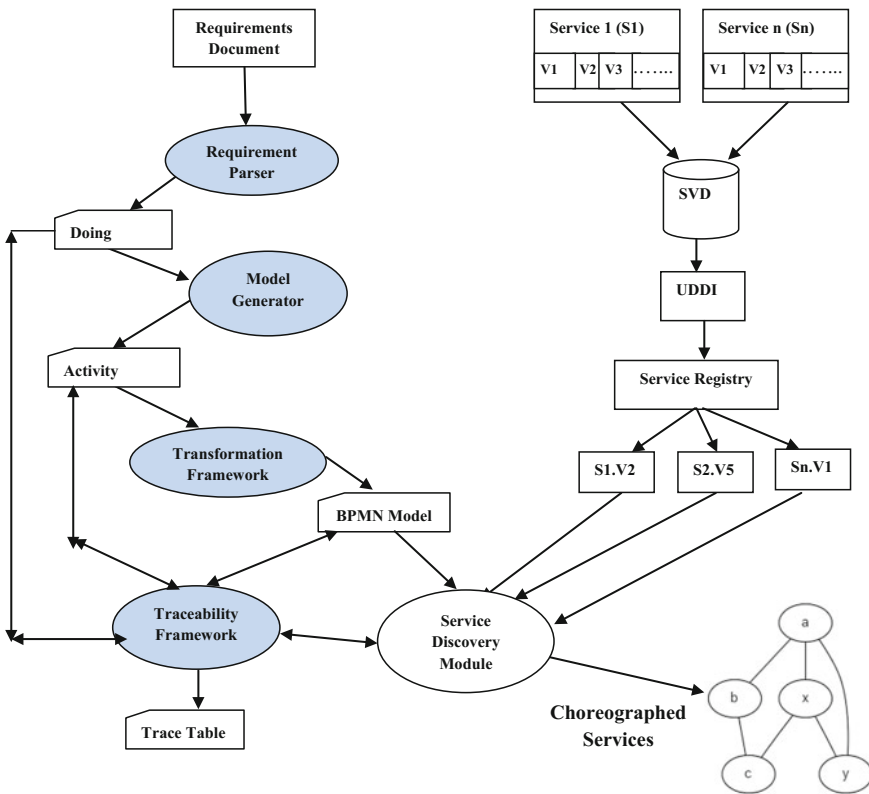 Requirements
Document
Service 1 (S1)
V1 V2 V3 ........
Service n (Sn)
V1 V2 V3 ........
Requirement
Parser
SVD
Doing
Model
Generator
UDDI
Activity
Service Registry
Transformation
Framework
S1.V2
S2.V5
Sn.V1
BPMN Model
Traceability
Framework
Service
Discovery
Module
Trace Table
Choreographed
Services
a
b
x
c
y